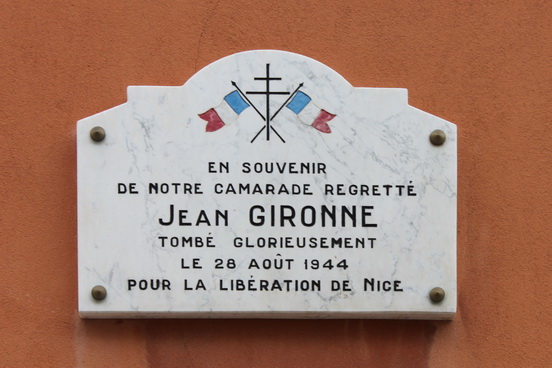 EN SOUVENIR
DE NOTRE CAMARADE REGRETTÉ
JEAN GIRONNE
TOMBÉ GLORIEUSEMENT
LE 28 AOÛT 1944
POUR LA LIBÉRATION DE NICE